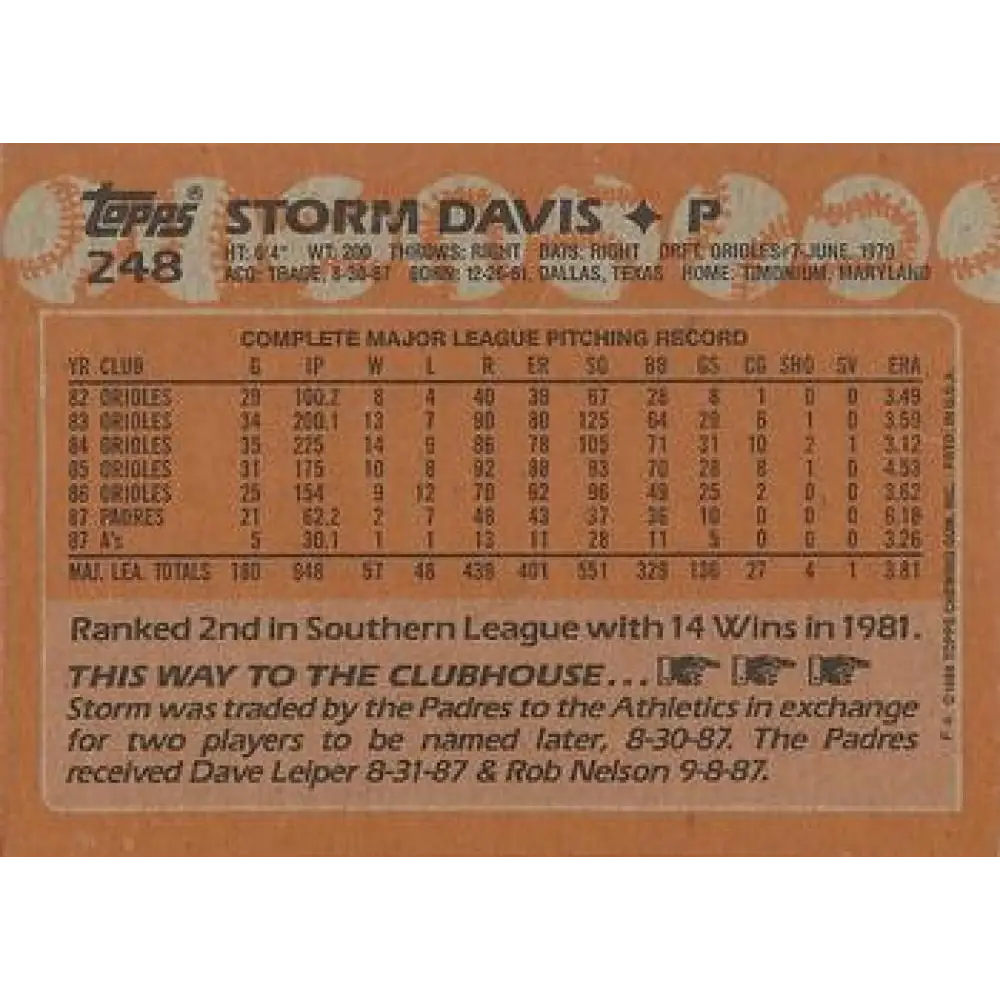 Topps® STORM DAVIS ✦ P
248 HT: 6'4" WT: 200 THROWS: RIGHT BATS: RIGHT DRFT: ORIOLES #7-JUNE, 1979
ACQ: TRADE, 8-30-87 BORN: 12-26-61, DALLAS, TEXAS HOME: TIMONIUM, MARYLAND
COMPLETE MAJOR LEAGUE PITCHING RECORD
YR CLUB G IP W L R ER SO BB GS CG SHO SV ERA
82 ORIOLES 29 100.2 8 4 40 39 67 28 8 1 0 0 3.49
83 ORIOLES 34 200.1 13 7 90 80 125 64 29 6 1 0 3.59
84 ORIOLES 35 225 14 9 86 78 105 71 31 10 2 1 3.12
85 ORIOLES 31 175 10 8 92 88 93 70 28 8 1 0 4.53
86 ORIOLES 25 154 9 12 70 62 96 49 25 2 0 0 3.62
87 PADRES 21 62.2 2 7 48 43 37 36 10 0 0 0 6.18
87 A's 5 30.1 1 1 13 11 28 11 5 0 0 0 3.26
MAJ. LEA. TOTALS 180 948 57 48 439 401 551 329 136 27 4 1 3.81
Ranked 2nd in Southern League with 14 Wins in 1981.
THIS WAY TO THE CLUBHOUSE...
Storm was traded by the Padres to the Athletics in exchange
for two players to be named later, 8-30-87. The Padres
received Dave Leiper 8-31-87 & Rob Nelson 9-8-87.
© 1988 TOPPS CHEWING GUM, INC. PRTD. IN U.S.A.